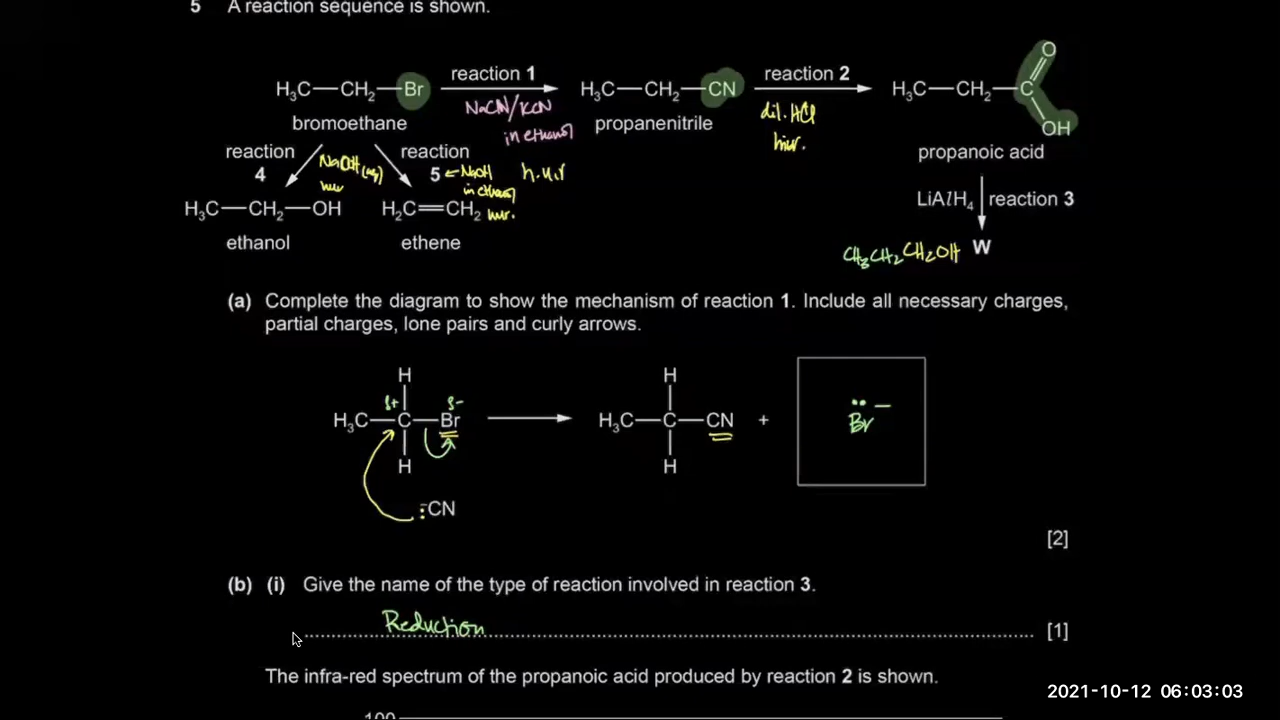 5 A reaction sequence is shown.
H₃C—CH₂—Br reaction 1 H₃C—CH₂—CN reaction 2 H₃C—CH₂—C O OH
NaCN/KCN in ethanol h.u.r
dil. HCl hur.
bromoethane propanenitrile propanoic acid
reaction 4 NaOH(aq) hur reaction 5 ← NaOH in ethanol hur.
LiAlH₄ reaction 3
H₃C—CH₂—OH H₂C=CH₂
ethanol ethene
CH₃CH₂CH₂OH W
(a) Complete the diagram to show the mechanism of reaction 1. Include all necessary charges,
partial charges, lone pairs and curly arrows.
H H
δ+ δ-
H₃C—C—Br H₃C—C—CN + Br –
H H
:⁻CN
[2]
(b) (i) Give the name of the type of reaction involved in reaction 3.
Reduction [1]
The infra-red spectrum of the propanoic acid produced by reaction 2 is shown.
100
2021-10-12 06:03:03